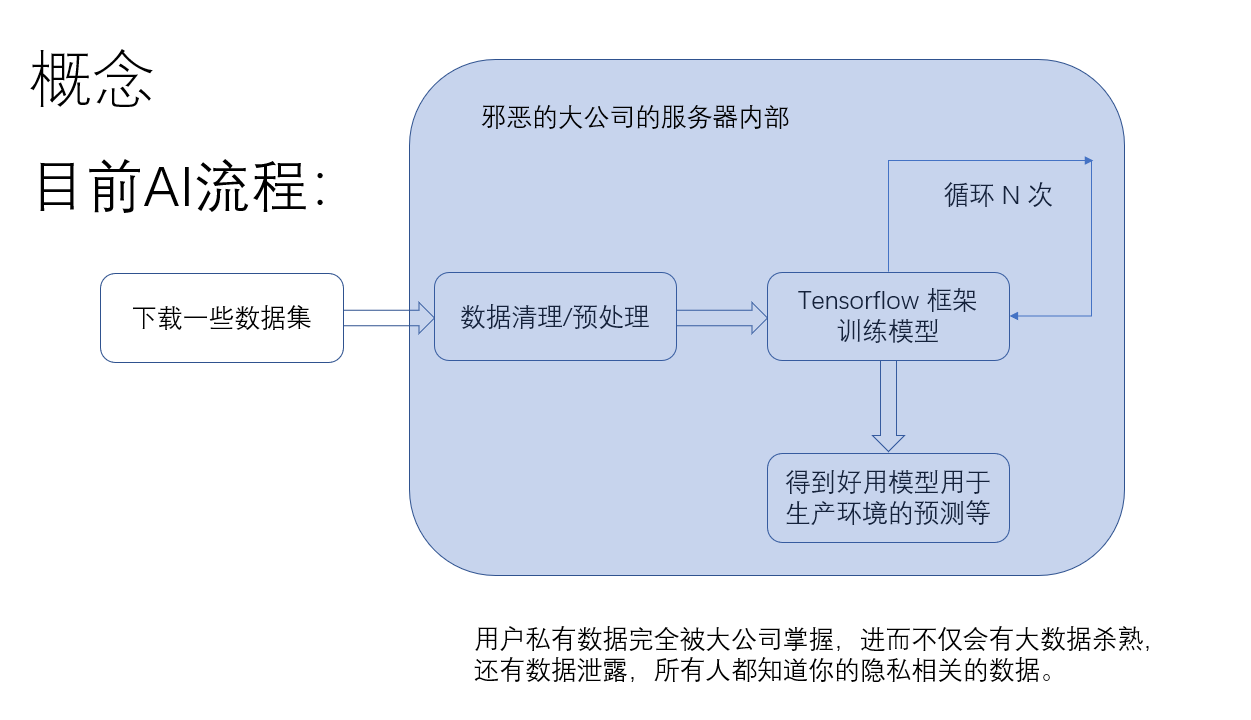 概念
目前AI流程：
邪恶的大公司的服务器内部
循环 N 次
下载一些数据集
数据清理/预处理
Tensorflow 框架
训练模型
得到好用模型用于
生产环境的预测等
用户私有数据完全被大公司掌握，进而不仅会有大数据杀熟，
还有数据泄露，所有人都知道你的隐私相关的数据。